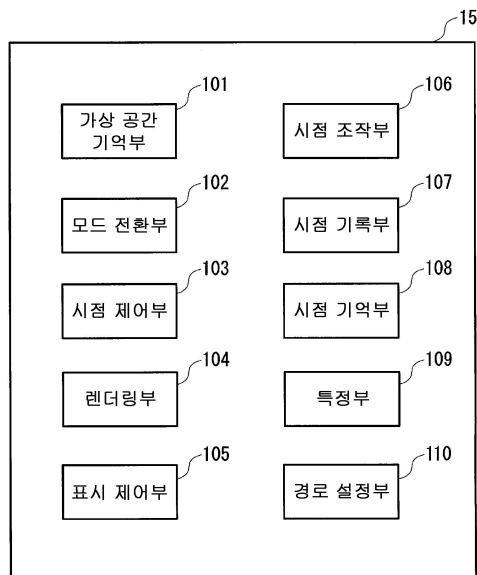 15
101
가상 공간
기억부
102
모드 전환부
103
시점 제어부
104
렌더링부
105
표시 제어부
106
시점 조작부
107
시점 기록부
108
시점 기억부
109
특정부
110
경로 설정부